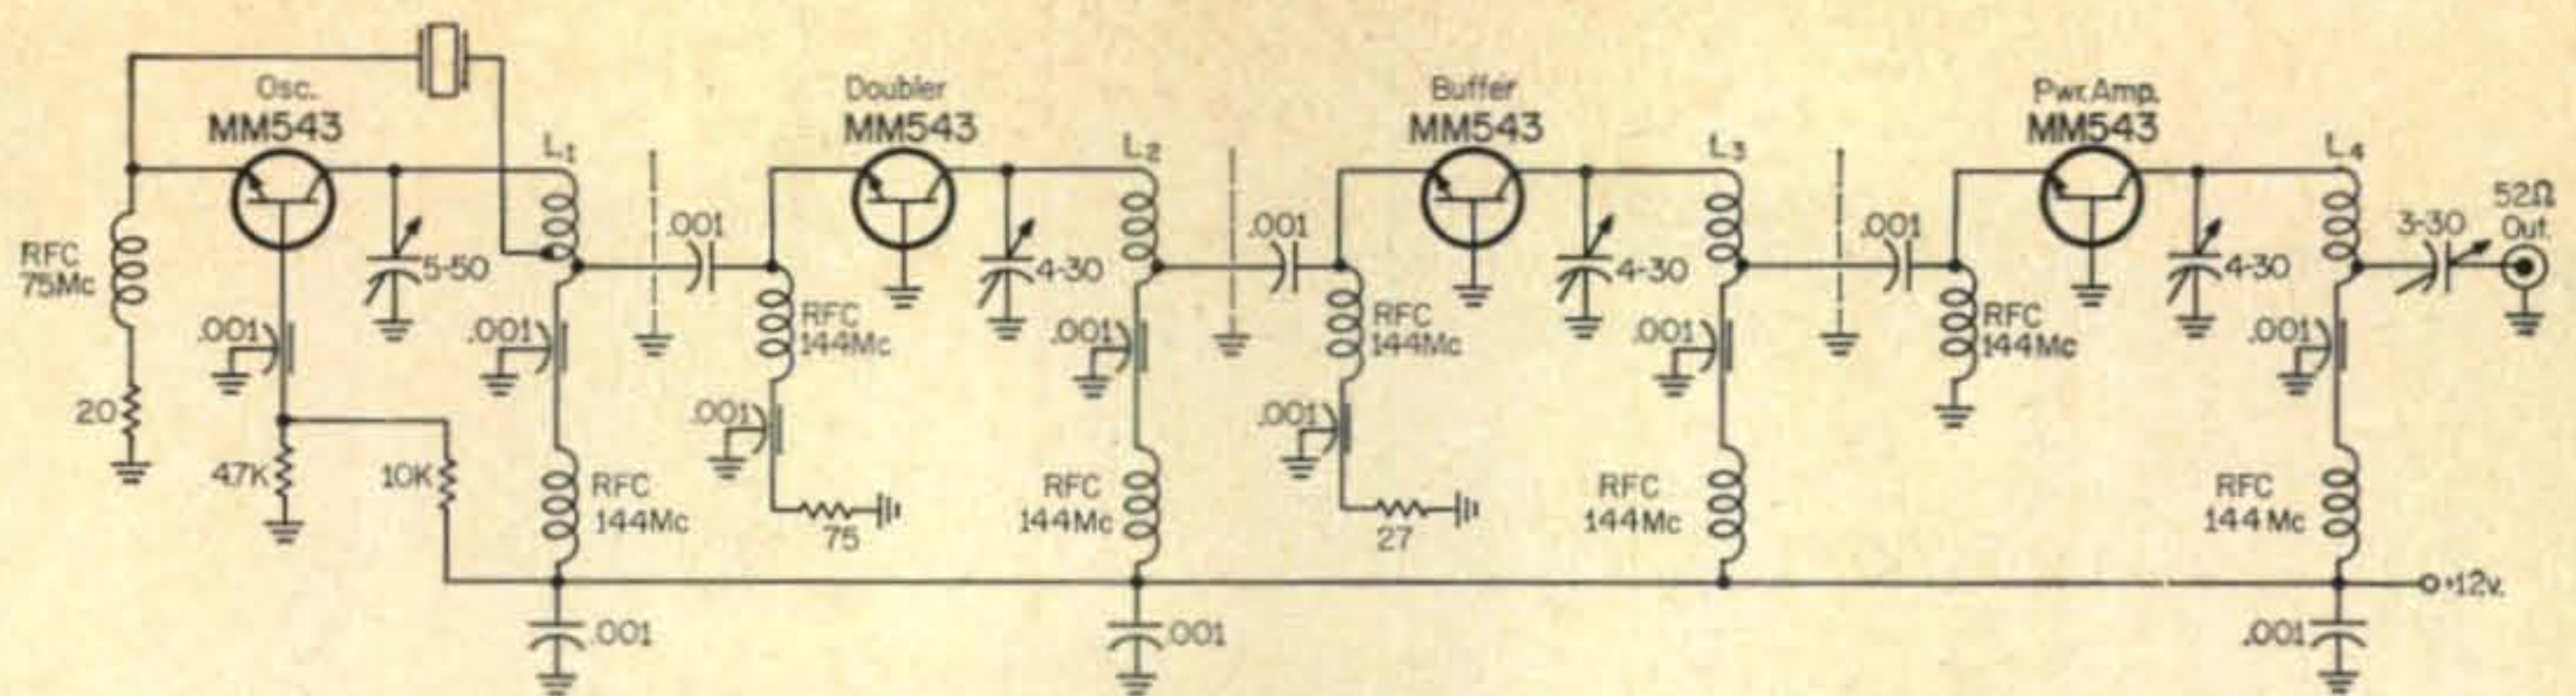 Osc.
MM543
Doubler
MM543
Buffer
MM543
Pwr. Amp.
MM543
L1
L2
L3
L4
52Ω
Out.
RFC
75Mc
5-50
.001
4-30
.001
4-30
.001
4-30
3-30
.001
.001
RFC
144Mc
.001
RFC
144Mc
.001
RFC
144Mc
.001
20
.001
.001
47K
10K
RFC
144Mc
75
RFC
144Mc
27
RFC
144Mc
RFC
144Mc
+12v.
.001
.001
.001